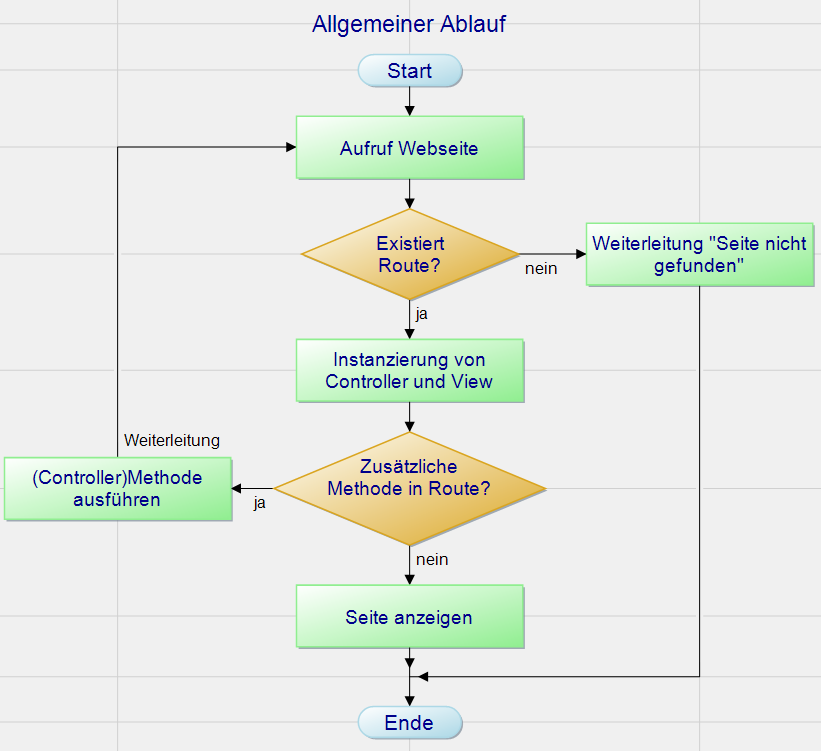 Allgemeiner Ablauf
Start
Aufruf Webseite
Existiert
Route?
nein
Weiterleitung "Seite nicht
gefunden"
ja
Instanzierung von
Controller und View
Weiterleitung
(Controller)Methode
ausführen
ja
Zusätzliche
Methode in Route?
nein
Seite anzeigen
Ende